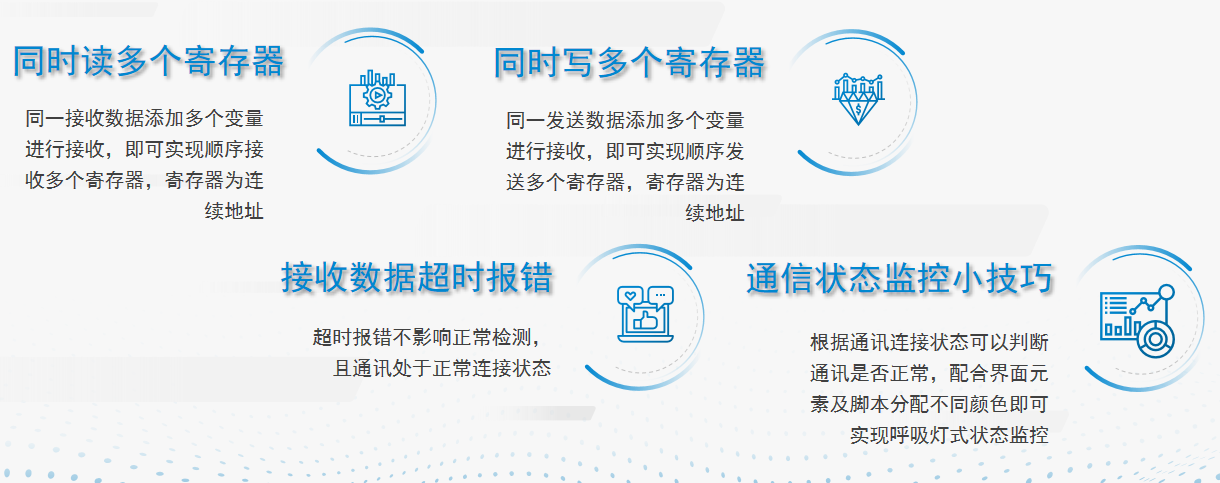 同时读多个寄存器
同一接收数据添加多个变量
进行接收，即可实现顺序接
收多个寄存器，寄存器为连
续地址
同时写多个寄存器
同一发送数据添加多个变量
进行接收，即可实现顺序发
送多个寄存器，寄存器为连
续地址
接收数据超时报错
超时报错不影响正常检测，
且通讯处于正常连接状态
通信状态监控小技巧
根据通讯连接状态可以判断
通讯是否正常，配合界面元
素及脚本分配不同颜色即可
实现呼吸灯式状态监控